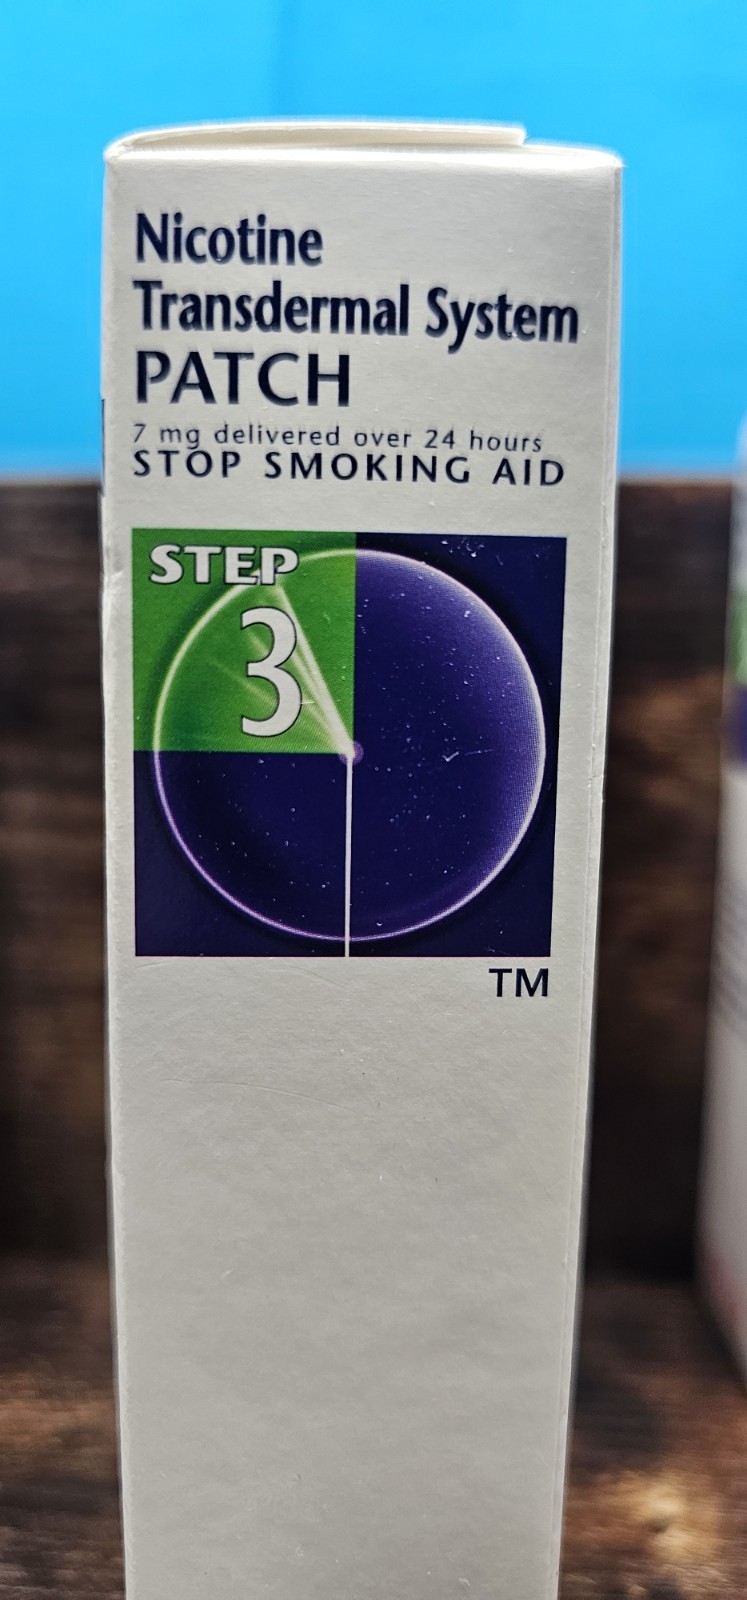 Nicotine
Transdermal System
PATCH
7 mg delivered over 24 hours
STOP SMOKING AID
STEP
3
TM